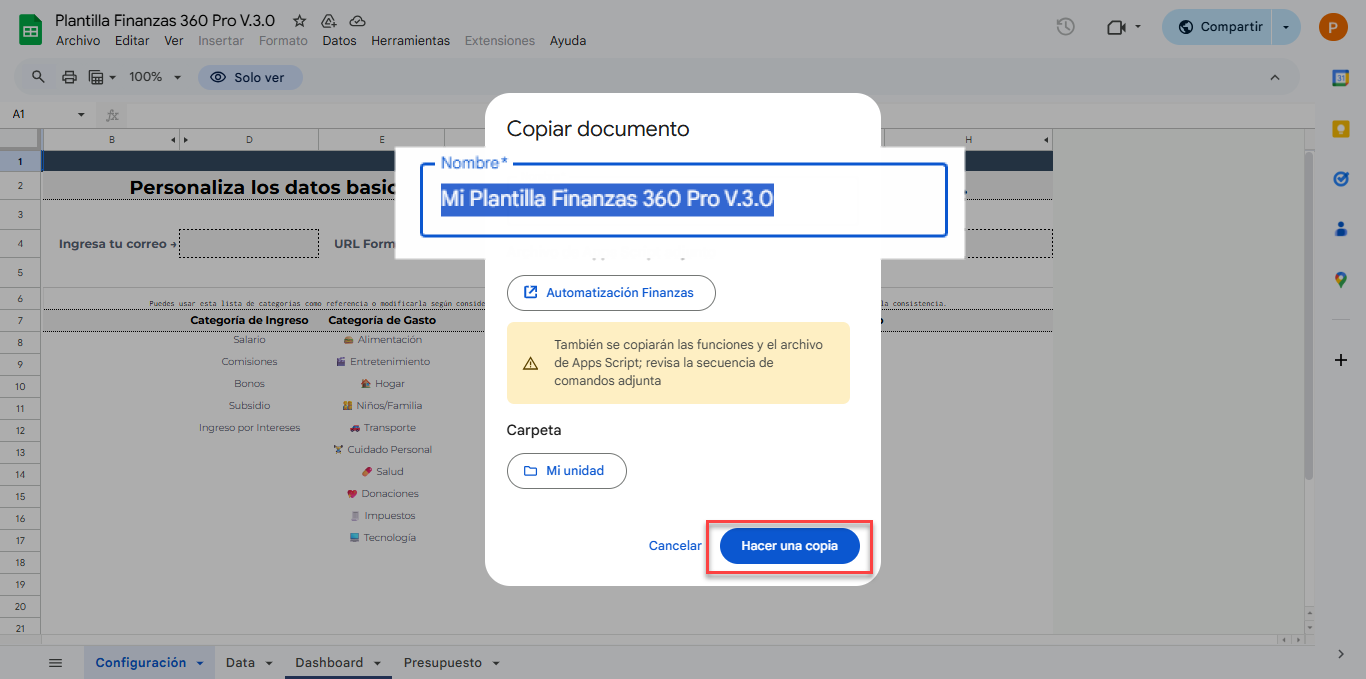 Plantilla Finanzas 360 Pro V.3.0
Archivo Editar Ver Insertar Formato Datos Herramientas Extensiones Ayuda
Compartir
P
100% Solo ver
31
A1 fx
Copiar documento
B D E H
Nombre*
Mi Plantilla Finanzas 360 Pro V.3.0
1
2 Personaliza los datos basic
3
4 Ingresa tu correo → URL Form
5
Automatización Finanzas
6 Puedes usar esta lista de categorías como referencia o modificarla según conside la consistencia.
7 Categoría de Ingreso Categoría de Gasto
También se copiarán las funciones y el archivo
de Apps Script; revisa la secuencia de
comandos adjunta
8 Salario Alimentación
9 Comisiones Entretenimiento
10 Bonos Hogar
11 Subsidio Niños/Familia
12 Ingreso por Intereses Transporte
13 Cuidado Personal
14 Salud
15 Donaciones
16 Impuestos
17 Tecnología
18
19
20
21
Carpeta
Mi unidad
Cancelar Hacer una copia
Configuración Data Dashboard Presupuesto